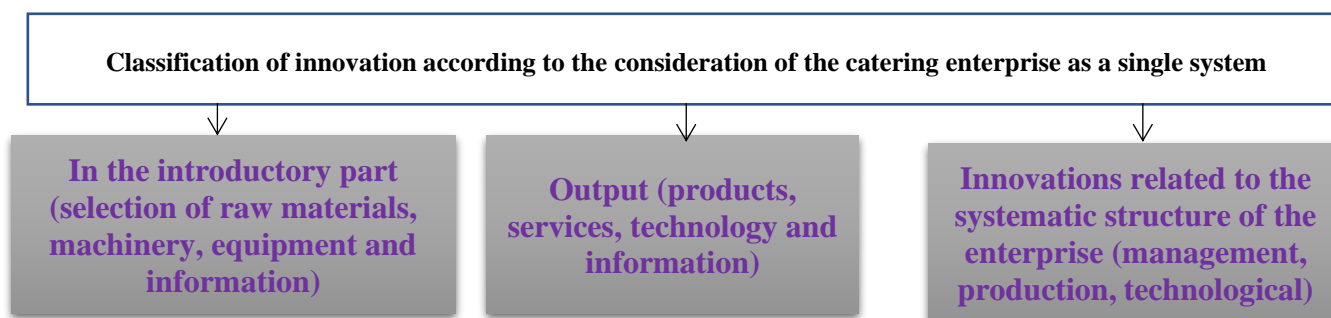 Classification of innovation according to the consideration of the catering enterprise as a single system
In the introductory part
(selection of raw materials,
machinery, equipment and
information)
Output (products,
services, technology and
information)
Innovations related to the
systematic structure of the
enterprise (management,
production, technological)